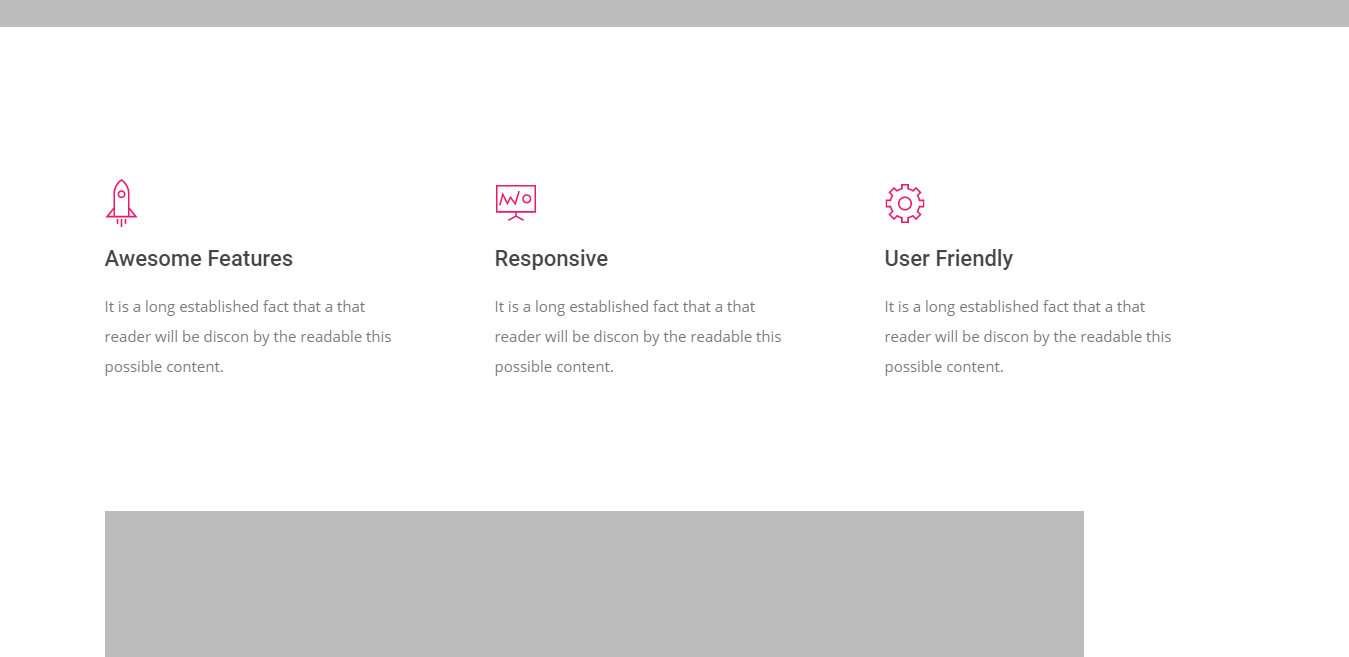 Awesome Features
It is a long established fact that a that
reader will be discon by the readable this
possible content.
Responsive
It is a long established fact that a that
reader will be discon by the readable this
possible content.
User Friendly
It is a long established fact that a that
reader will be discon by the readable this
possible content.